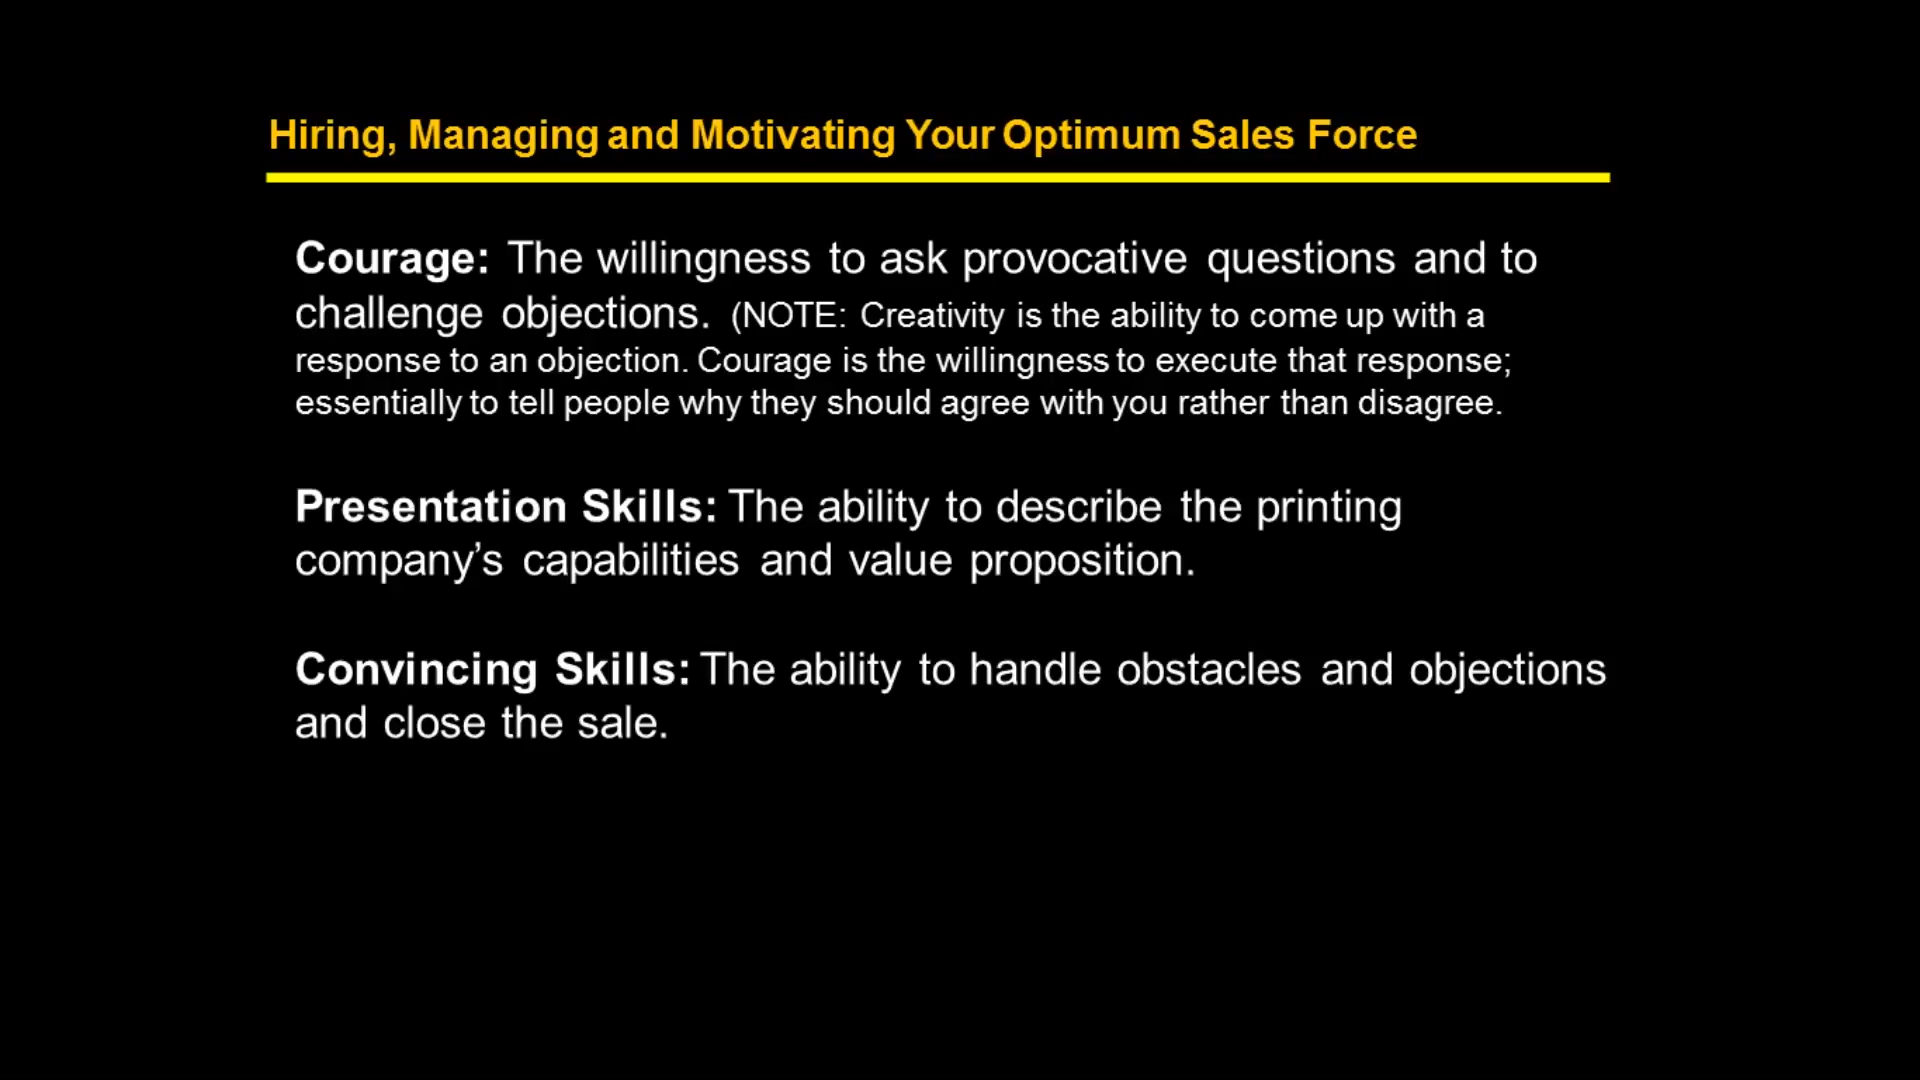 Hiring, Managing and Motivating Your Optimum Sales Force
Courage: The willingness to ask provocative questions and to
challenge objections. (NOTE: Creativity is the ability to come up with a
response to an objection. Courage is the willingness to execute that response;
essentially to tell people why they should agree with you rather than disagree.
Presentation Skills: The ability to describe the printing
company’s capabilities and value proposition.
Convincing Skills: The ability to handle obstacles and objections
and close the sale.